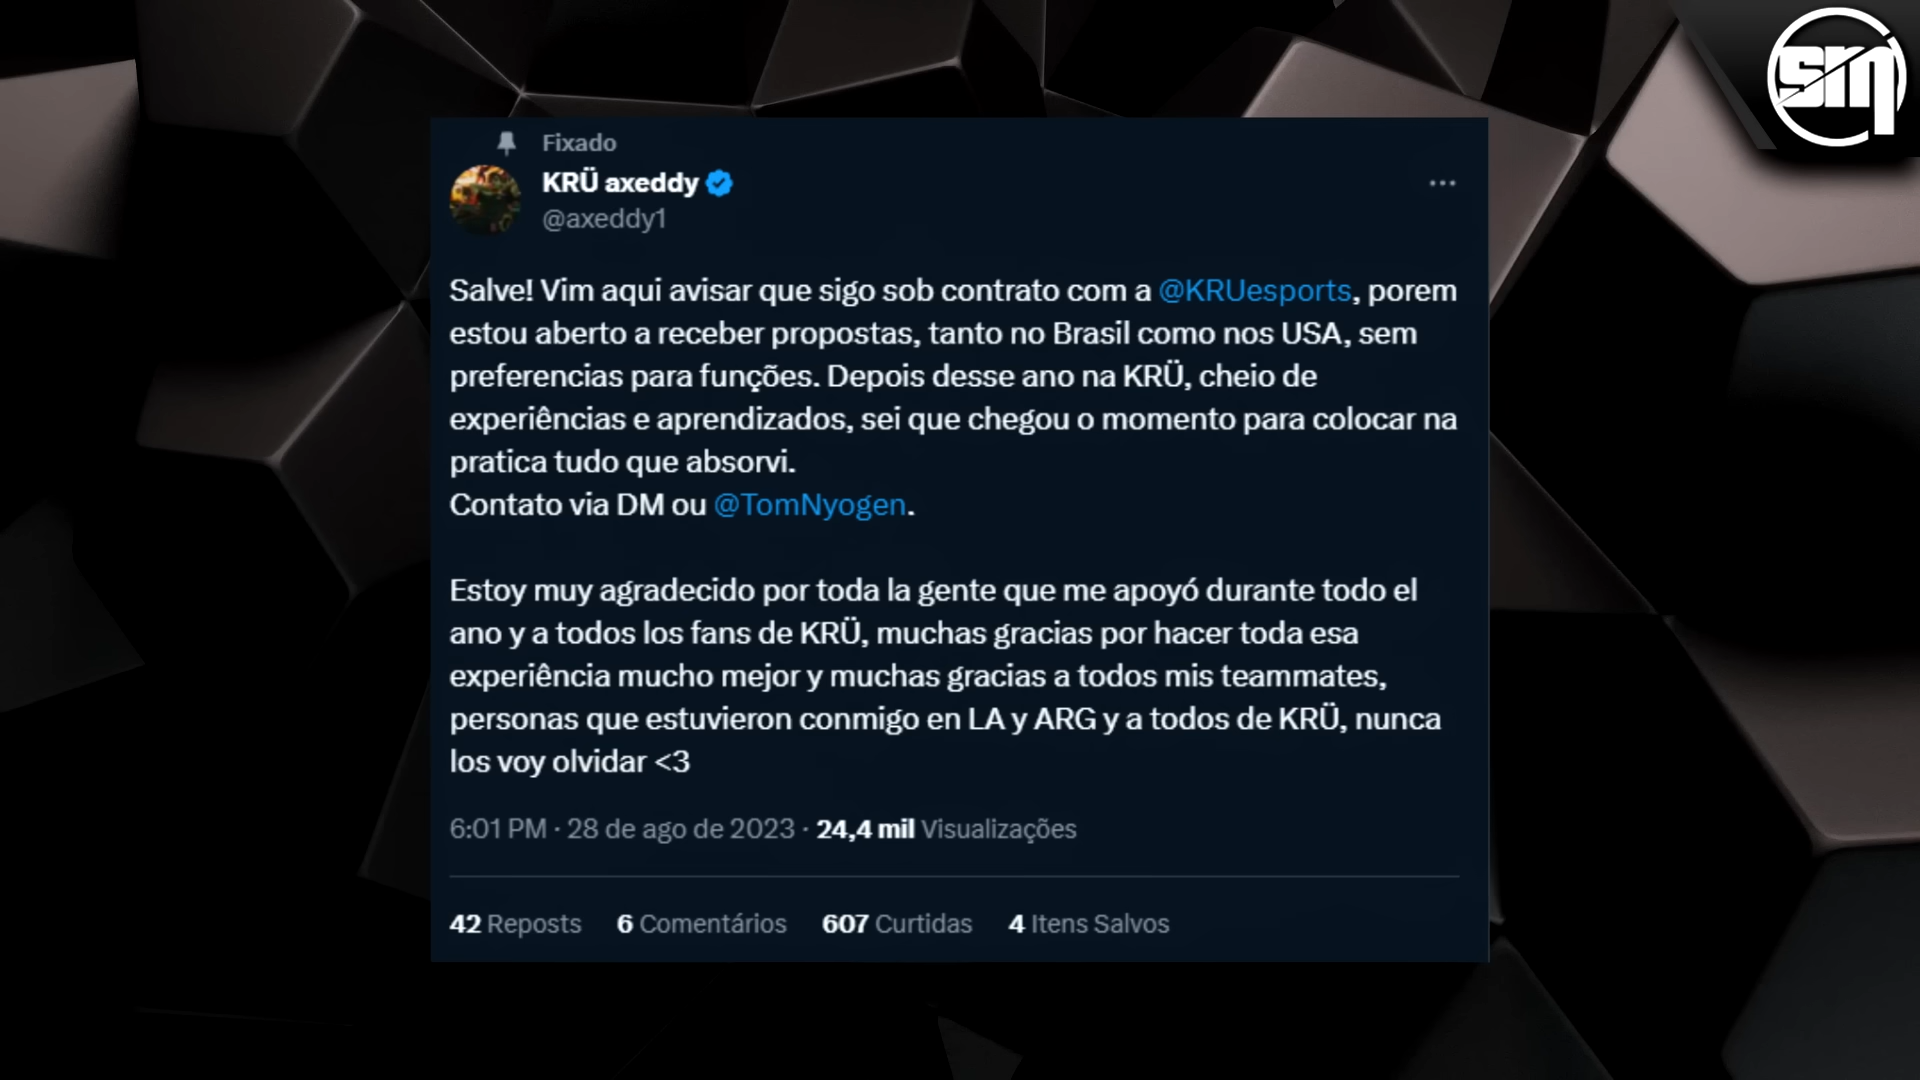 SM
Fixado
KRÜ axeddy
@axeddy1
Salve! Vim aqui avisar que sigo sob contrato com a @KRUesports, porem
estou aberto a receber propostas, tanto no Brasil como nos USA, sem
preferencias para funções. Depois desse ano na KRÜ, cheio de
experiências e aprendizados, sei que chegou o momento para colocar na
pratica tudo que absorvi.
Contato via DM ou @TomNyogen.
Estoy muy agradecido por toda la gente que me apoyó durante todo el
ano y a todos los fans de KRÜ, muchas gracias por hacer toda esa
experiência mucho mejor y muchas gracias a todos mis teammates,
personas que estuvieron conmigo en LA y ARG y a todos de KRÜ, nunca
los voy olvidar <3
6:01 PM · 28 de ago de 2023 · 24,4 mil Visualizações
42 Reposts 6 Comentários 607 Curtidas 4 Itens Salvos